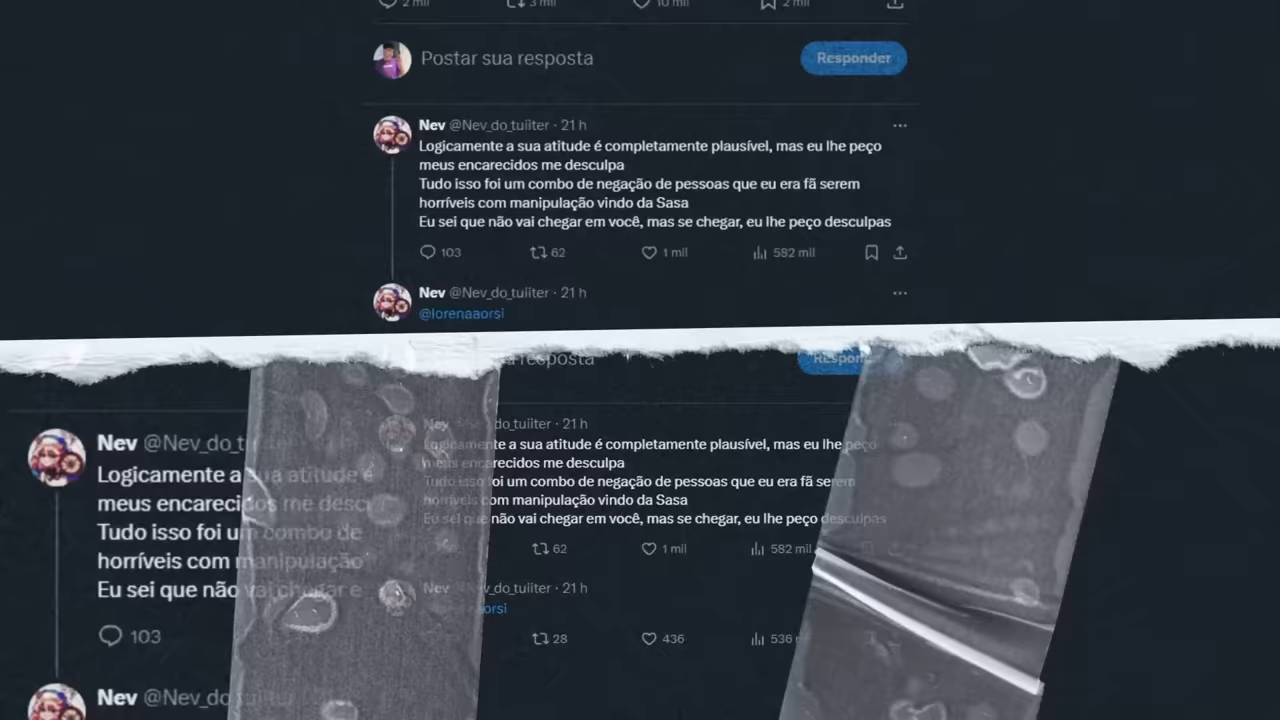 2 mil 3 mil 10 mil 2 mil
Postar sua resposta
Responder
Nev @Nev_do_tuiiter · 21 h
Logicamente a sua atitude é completamente plausível, mas eu lhe peço
meus encarecidos me desculpa
Tudo isso foi um combo de negação de pessoas que eu era fã serem
horríveis com manipulação vindo da Sasa
Eu sei que não vai chegar em você, mas se chegar, eu lhe peço desculpas
103 62 1 mil 582 mil
Nev @Nev_do_tuiiter · 21 h
@lorenaaorsi
resposta
Nev @Nev_do
Logicamente a sua atitude é
meus encarecidos me desc
Tudo isso foi um combo de
horríveis com manipulação
Eu sei que não vai chegar e
103
Nev @Nev_do_tuiiter
Nev v_do_tuiiter · 21 h
Logicamente a sua atitude é completamente plausível, mas eu lhe peço
meus encarecidos me desculpa
Tudo isso foi um combo de negação de pessoas que eu era fã serem
horríveis com manipulação vindo da Sasa
Eu sei que não vai chegar em você, mas se chegar, eu lhe peço desculpas
62 1 mil 582 mil
Nev v_do_tuiiter · 21 h
orsi
28 436 536